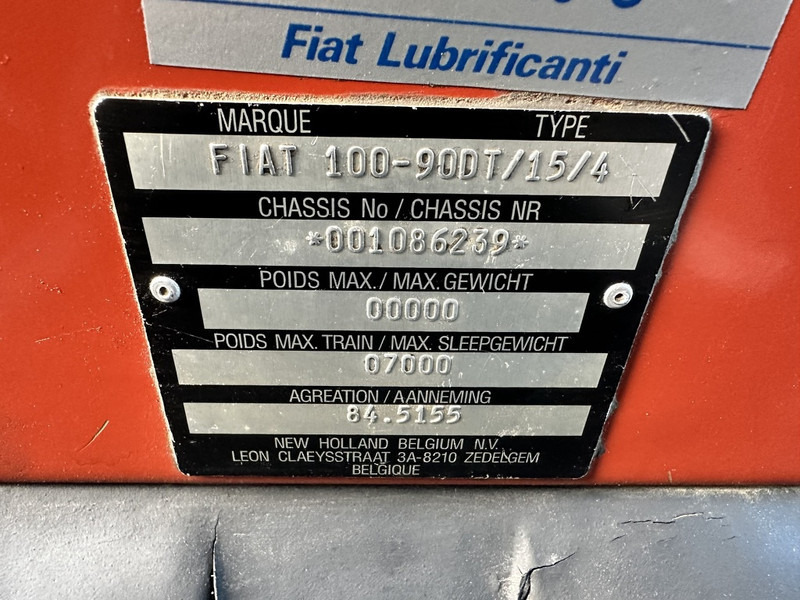 Fiat Lubrificanti
MARQUE TYPE
FIAT 100-90DT/15/4
CHASSIS No / CHASSIS NR
*001086239*
POIDS MAX. / MAX. GEWICHT
00000
POIDS MAX. TRAIN / MAX. SLEEPGEWICHT
07000
AGREATION / AANNEMING
84.5155
NEW HOLLAND BELGIUM N.V.
LEON CLAEYSSTRAAT 3A-8210 ZEDELGEM
BELGIQUE